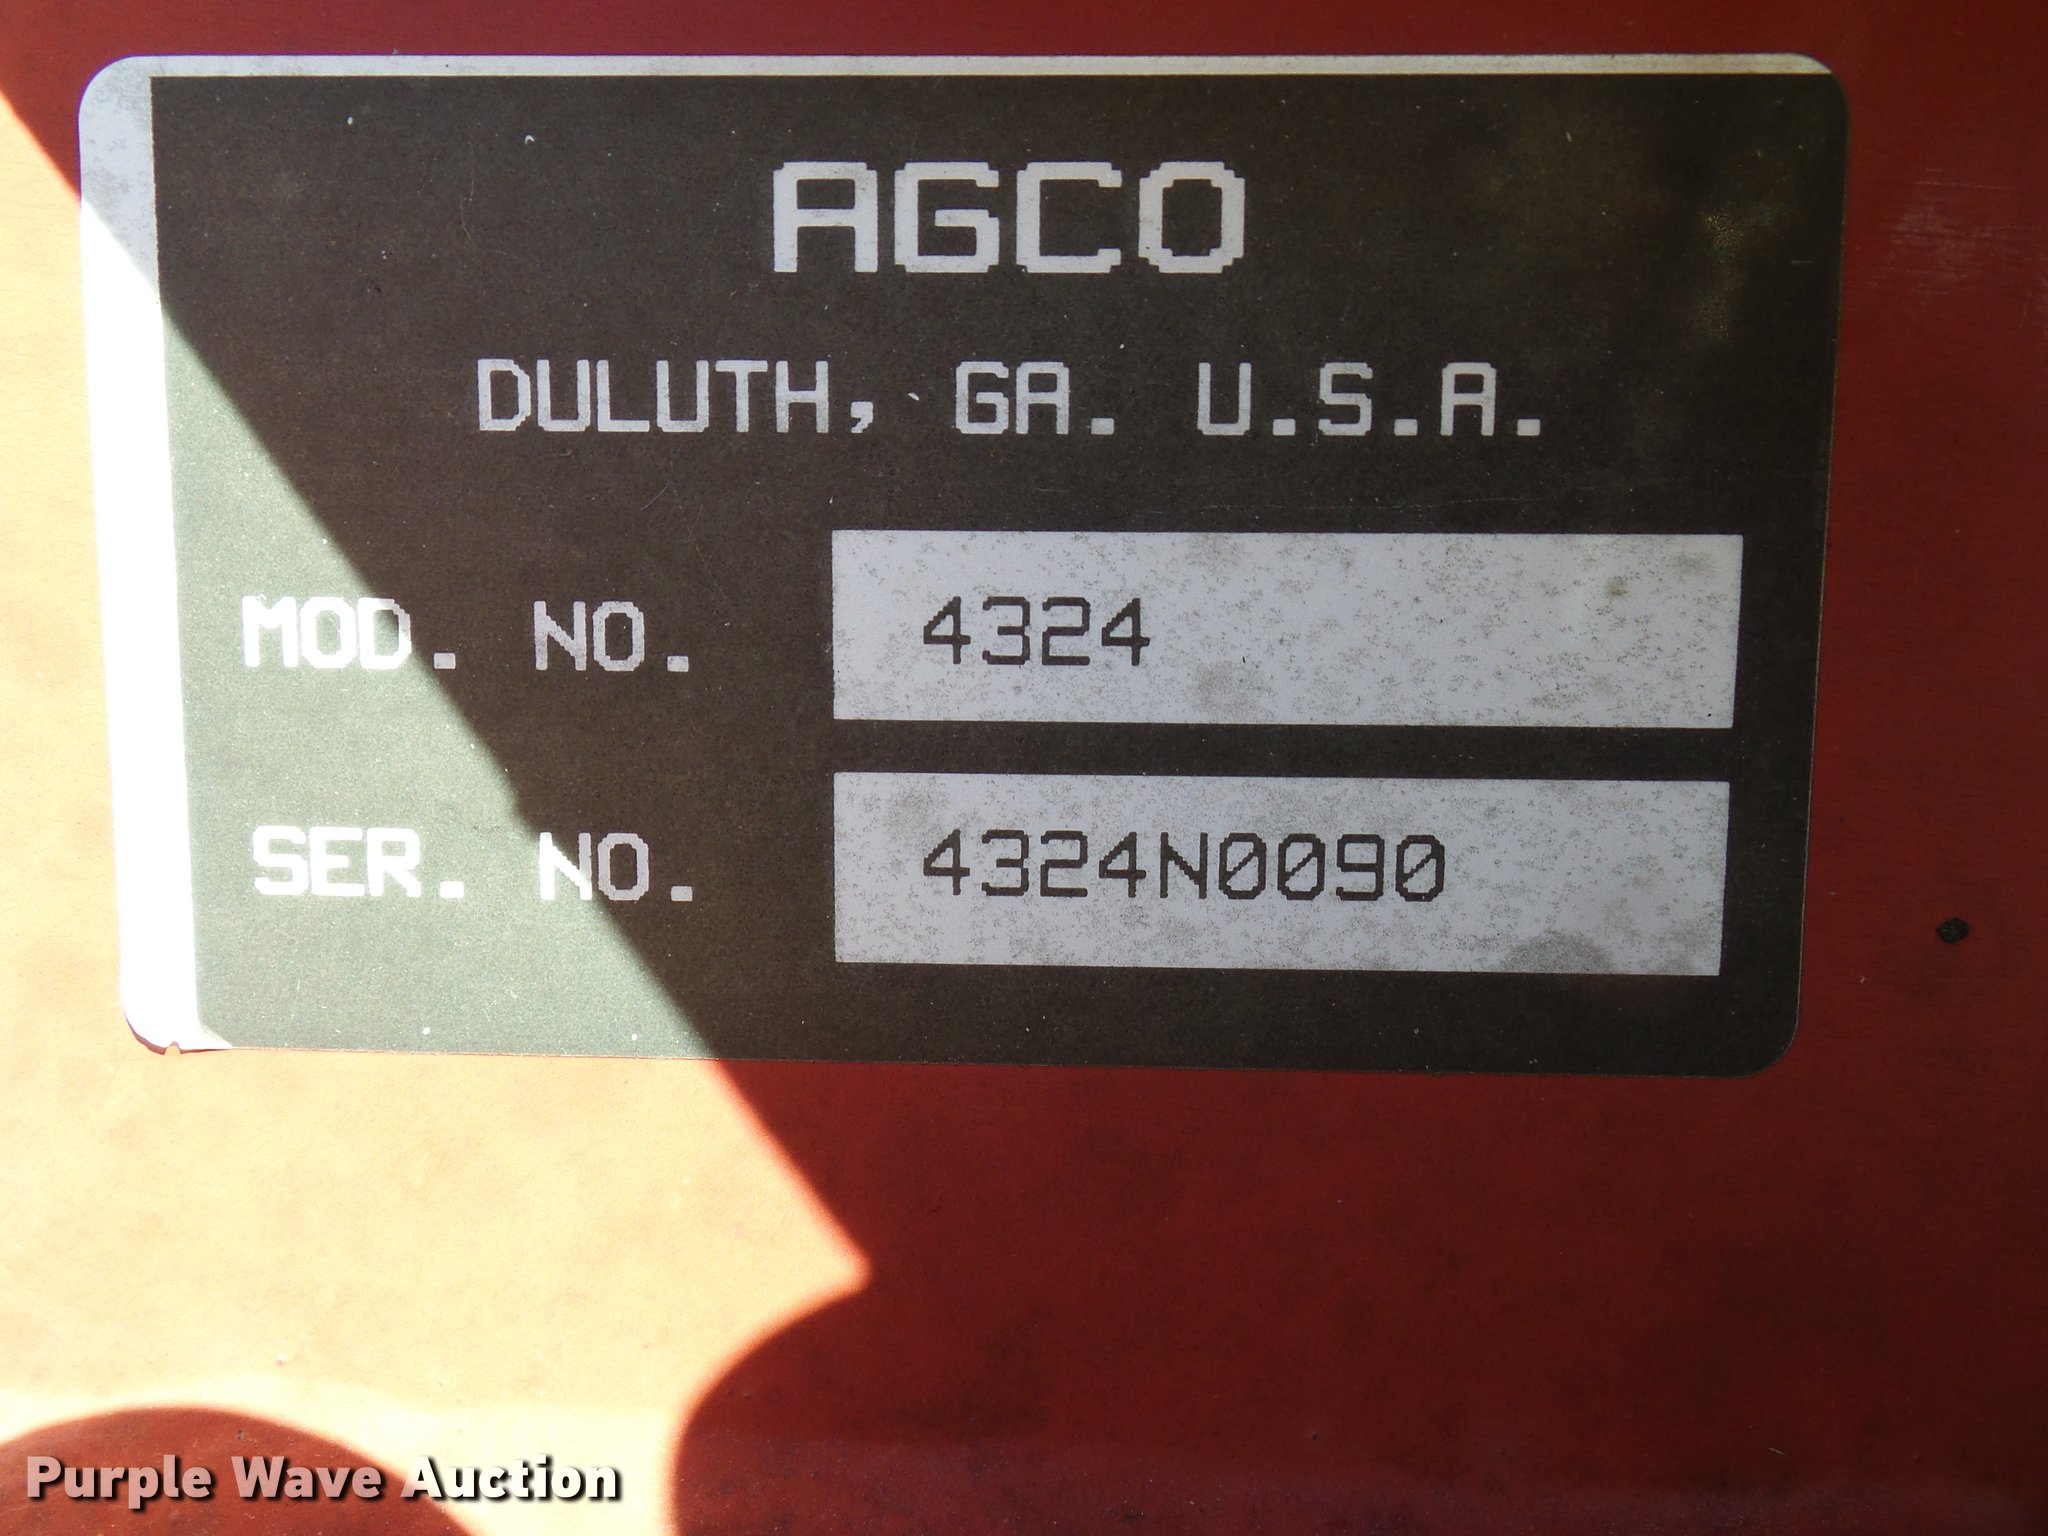 AGCO
DULUTH, GA. U.S.A.
MOD. NO. 4324
SER. NO. 4324N0090
Purple Wave Auction